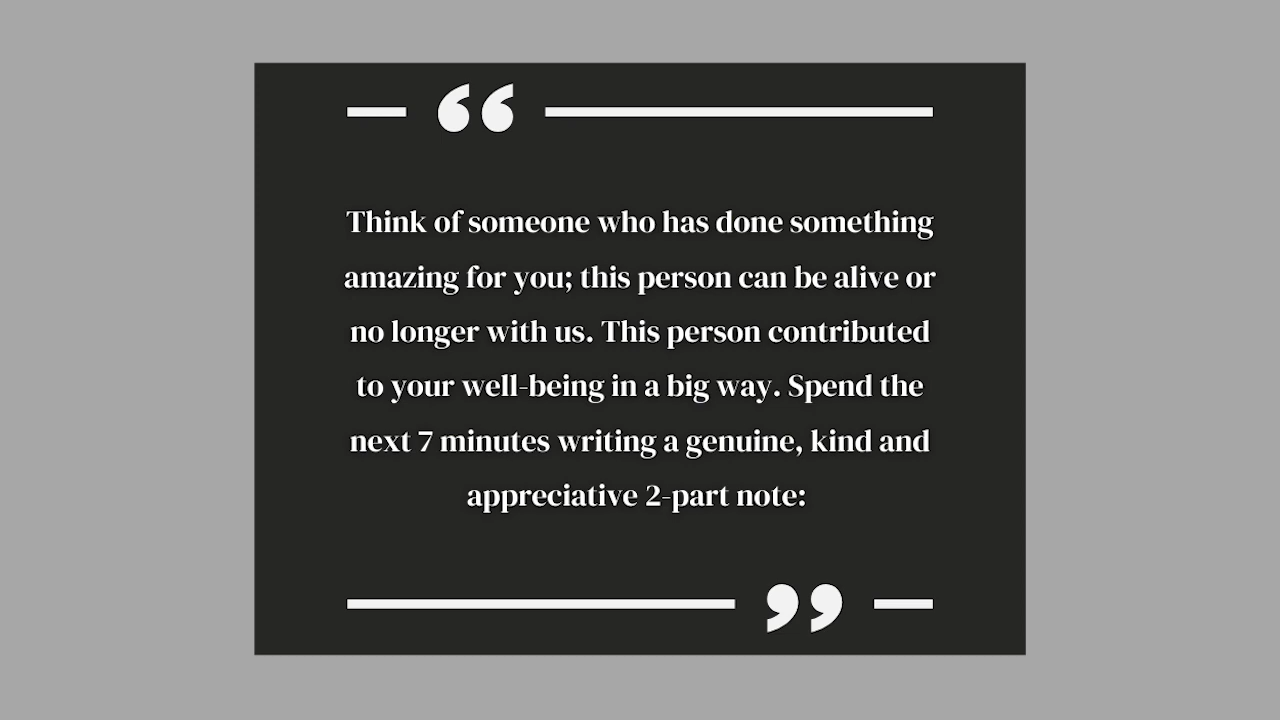 “
Think of someone who has done something
amazing for you; this person can be alive or
no longer with us. This person contributed
to your well-being in a big way. Spend the
next 7 minutes writing a genuine, kind and
appreciative 2-part note:
”